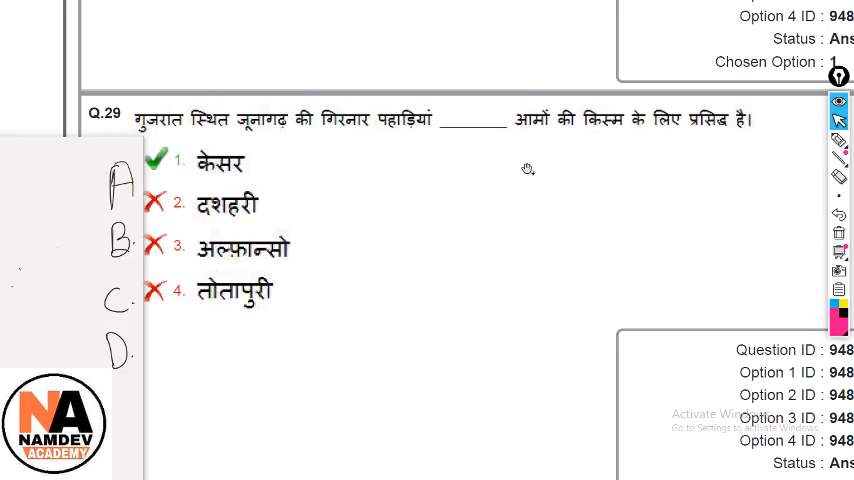 Option 4 ID : 948
Status : Ans
Chosen Option : 1
Q.29 गुजरात स्थित जूनागढ़ की गिरनार पहाड़ियां ________ आमों की किस्म के लिए प्रसिद्ध है।
A 1. केसर
B. 2. दशहरी
3. अल्फ़ान्सो
C. 4. तोतापुरी
D.
NA
NAMDEV
ACADEMY
Question ID : 948
Option 1 ID : 948
Option 2 ID : 948
Activate Windows
Option 3 ID : 948
Go to Settings to activate Windows.
Option 4 ID : 948
Status : Ans